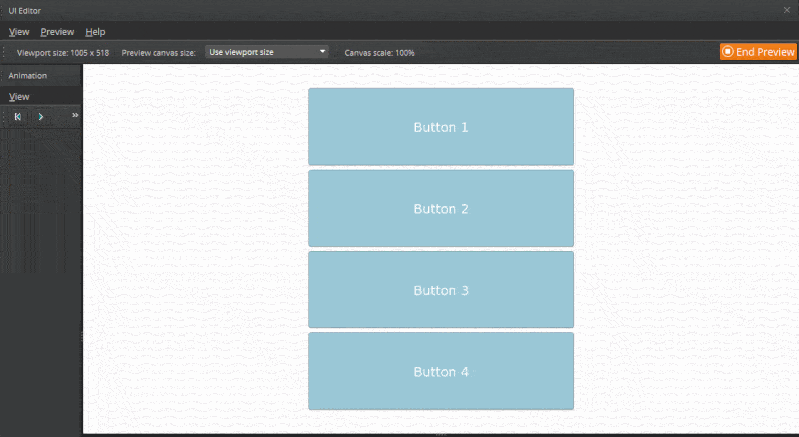 UI Editor
View Preview Help
Viewport size: 1005 x 518 Preview canvas size: Use viewport size Canvas scale: 100% End Preview
Animation
View
Button 1
Button 2
Button 3
Button 4